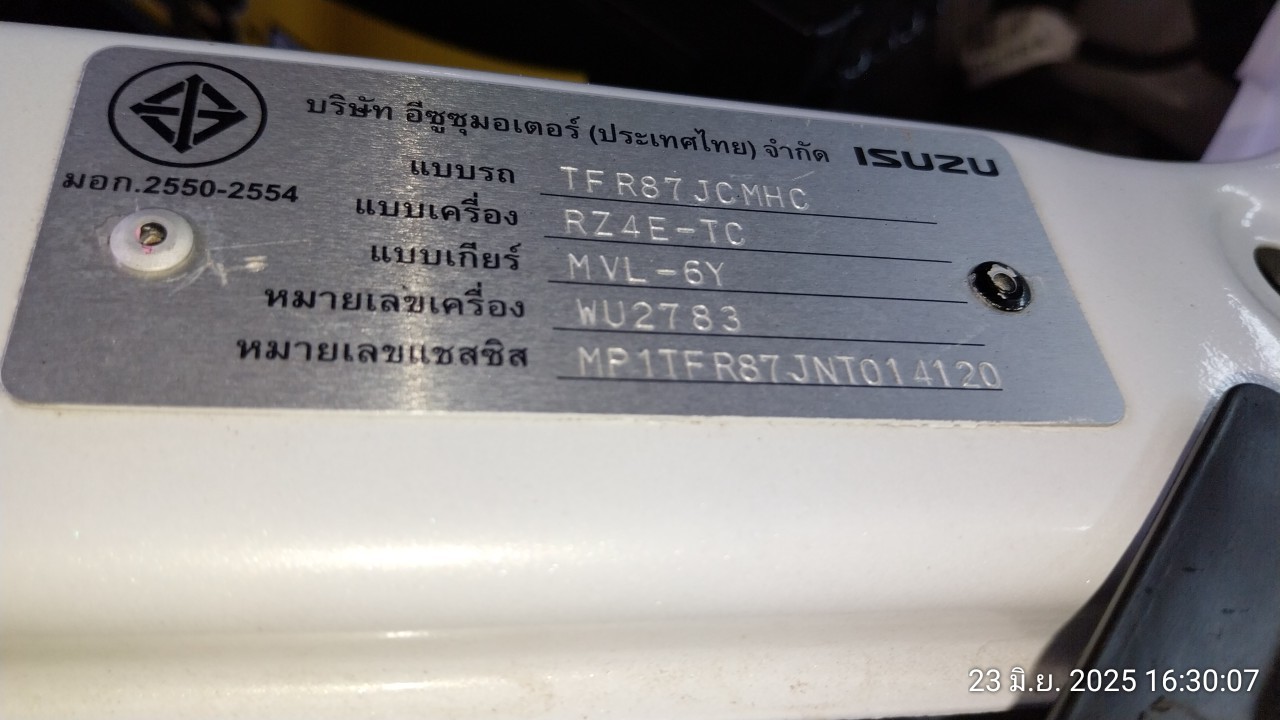 บริษัท อีซูซุมอเตอร์ (ประเทศไทย) จำกัด ISUZU
มอก.2550-2554
แบบรถ TFR87JCMHC
แบบเครื่อง RZ4E-TC
แบบเกียร์ MVL-6Y
หมายเลขเครื่อง WU2783
หมายเลขแชสซิส MP1TFR87JNT014120
23 มิ.ย. 2025 16:30:07